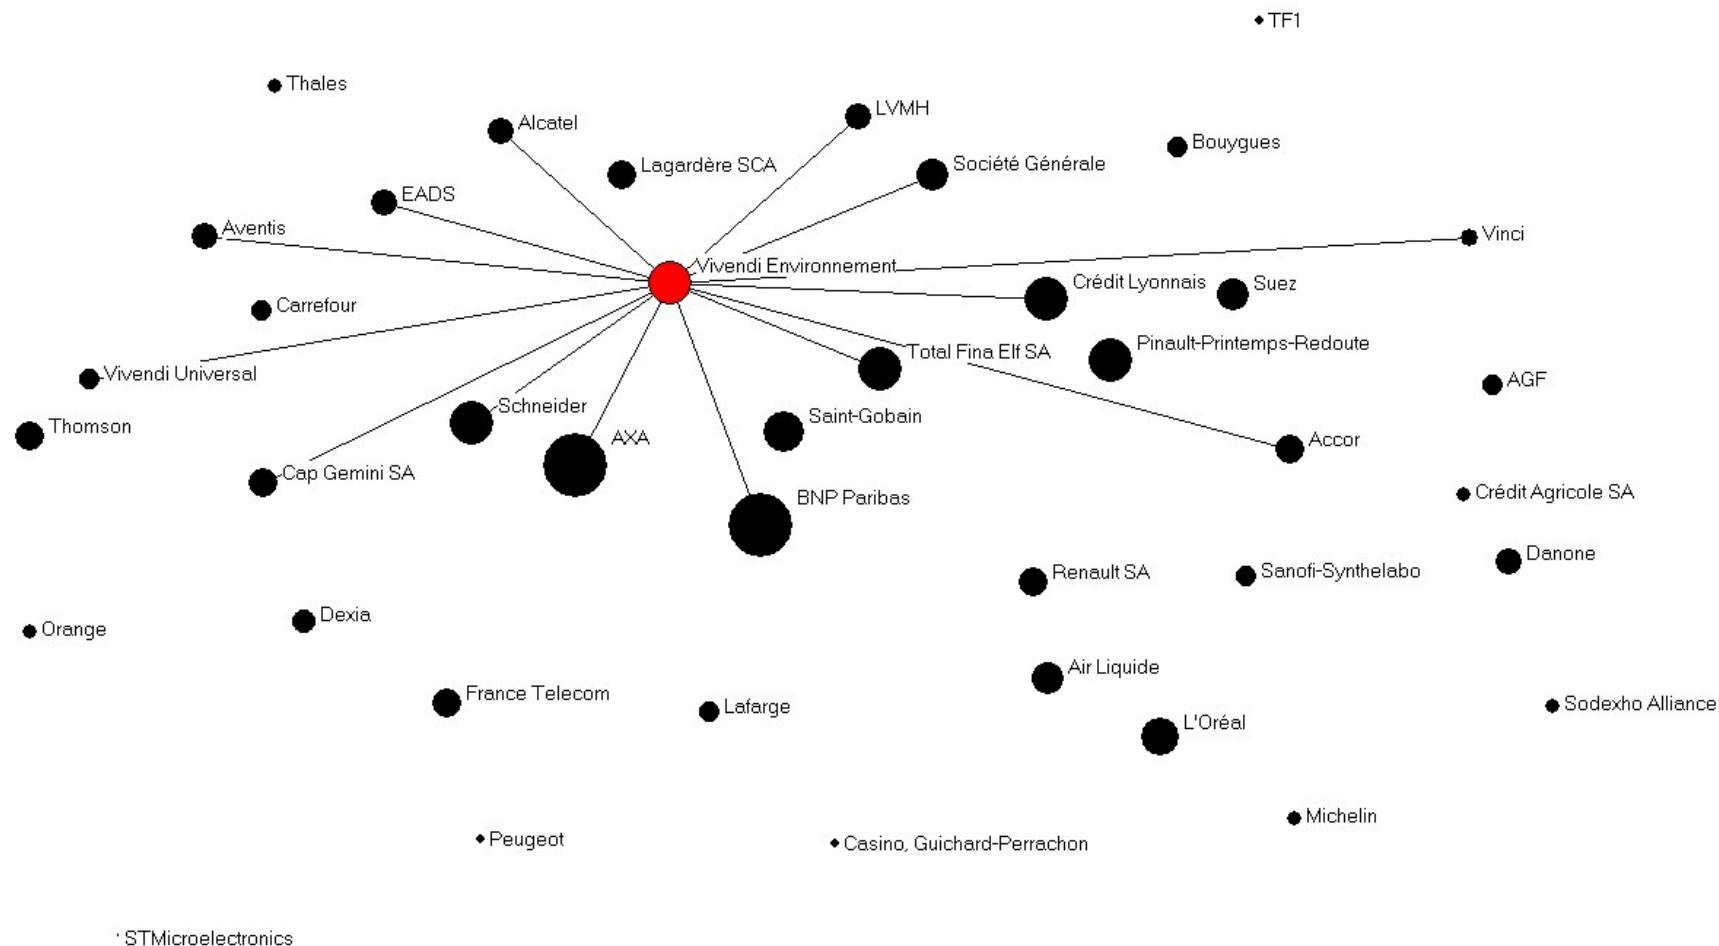 TF1
Thales
LVMH
Alcatel
Bouygues
Société Générale
Lagardère SCA
EADS
Aventis
Vinci
Vivendi Environnement
Crédit Lyonnais
Suez
Carrefour
Pinault-Printemps-Redoute
Total Fina Elf SA
Vivendi Universal
AGF
Schneider
Saint-Gobain
Thomson
AXA
Accor
Cap Gemini SA
Crédit Agricole SA
BNP Paribas
Danone
Renault SA
Sanofi-Synthelabo
Dexia
Orange
Air Liquide
France Telecom
Sodexho Alliance
Lafarge
L'Oréal
Michelin
Peugeot
Casino, Guichard-Perrachon
STMicroelectronics